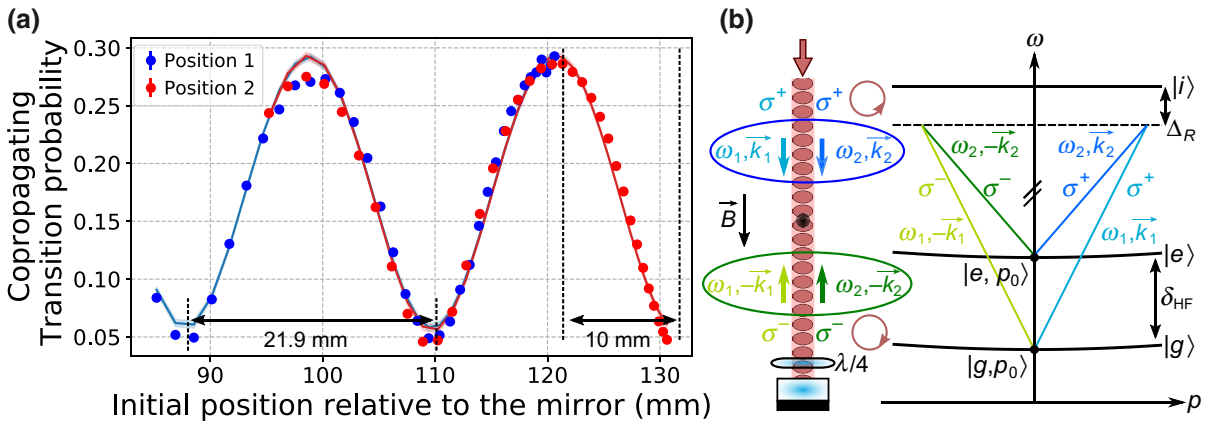 (a)
Copropagating
Transition probability
0.30
0.25
0.20
0.15
0.10
0.05
Position 1
Position 2
21.9 mm
10 mm
90
100
110
120
130
Initial position relative to the mirror (mm)
(b)
σ⁺ σ⁺
ω₁,k₁→ ω₂,k₂→
B→
ω₁,-k₁→ ω₂,-k₂→
σ⁻ σ⁻
λ/4
ω
|i⟩
Δ_R
ω₂,-k₂→ ω₂,k₂→
σ⁻ σ⁻ σ⁺ σ⁺
ω₁,-k₁→ ω₁,k₁→
|e⟩
|e,p₀⟩
δ_HF
|g⟩
|g,p₀⟩
p